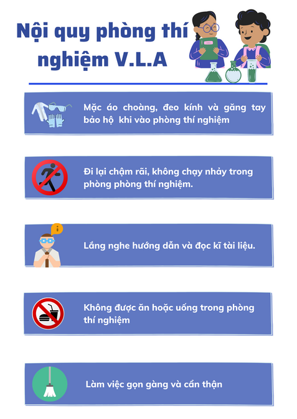 Nội quy phòng thí
nghiệm V.L.A
Mặc áo choàng, đeo kính và găng tay
bảo hộ khi vào phòng thí nghiệm
Đi lại chậm rãi, không chạy nhảy trong
phòng phòng thí nghiệm.
Lắng nghe hướng dẫn và đọc kĩ tài liệu.
Không được ăn hoặc uống trong phòng
thí nghiệm
Làm việc gọn gàng và cẩn thận